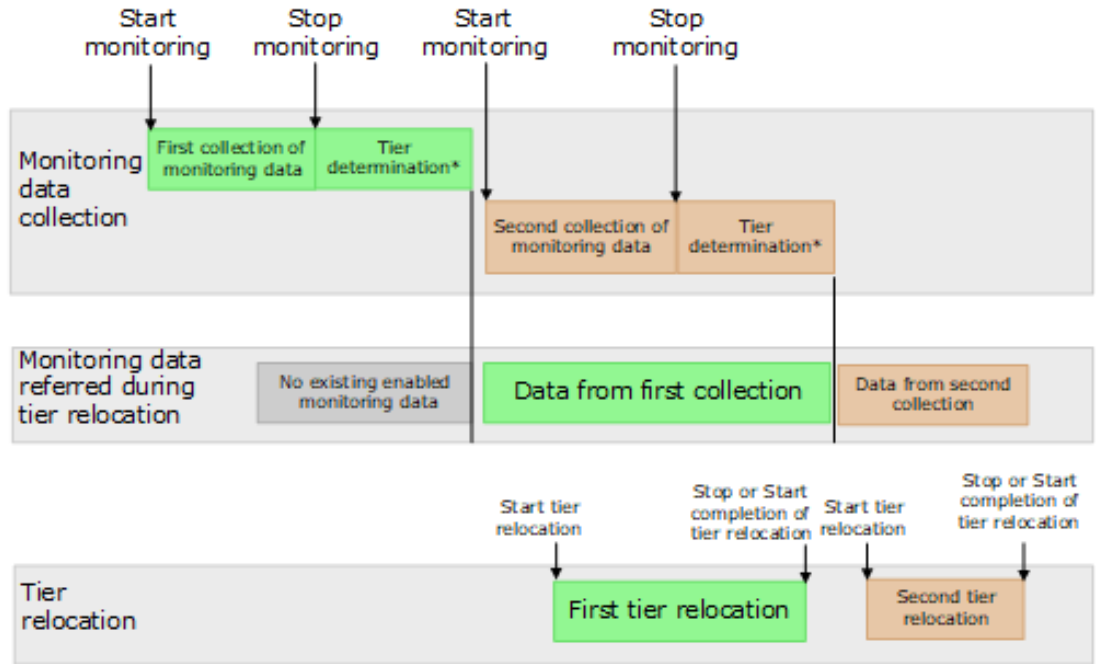 Start
monitoring
Stop
monitoring
Start
monitoring
Stop
monitoring
Monitoring
data
collection
First collection of
monitoring data
Tier
determination*
Second collection of
monitoring data
Tier
determination*
Monitoring data
referred during
tier relocation
No existing enabled
monitoring data
Data from first collection
Data from second
collection
Start tier
relocation
Stop or Start
completion of
tier relocation
Start tier
relocation
Stop or Start
completion of
tier relocation
Tier
relocation
First tier relocation
Second tier
relocation